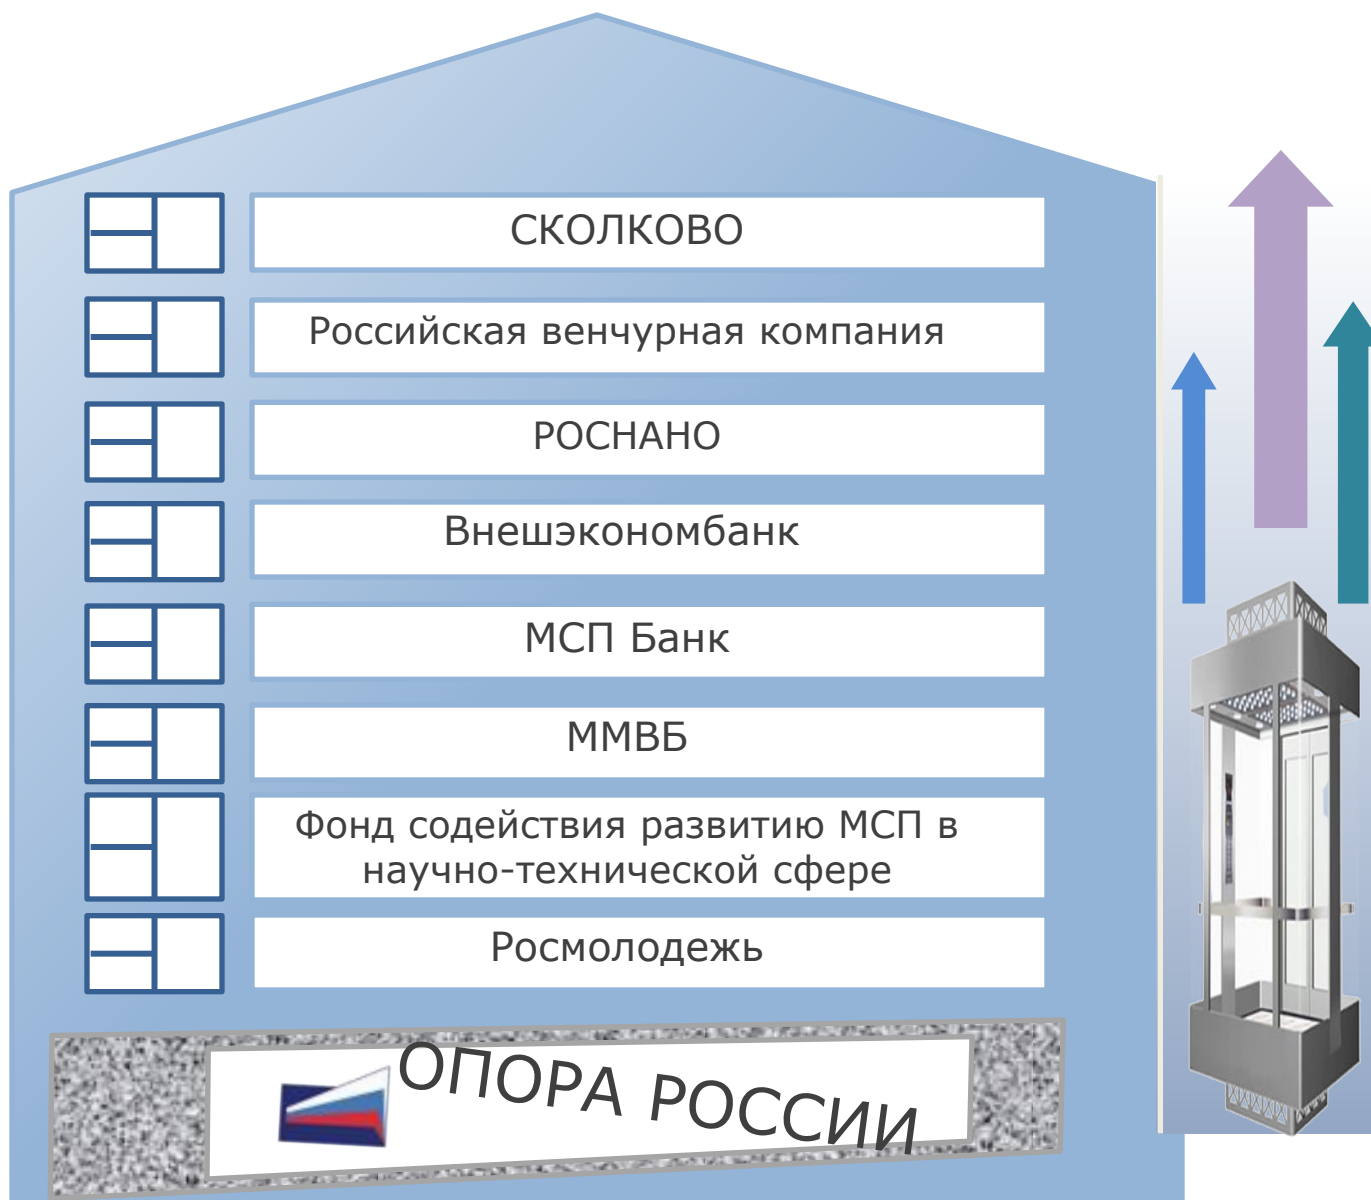 СКОЛКОВО
Российская венчурная компания
РОСНАНО
Внешэкономбанк
МСП Банк
ММВБ
Фонд содействия развитию МСП в
научно-технической сфере
Росмолодежь
ОПОРА РОССИИ